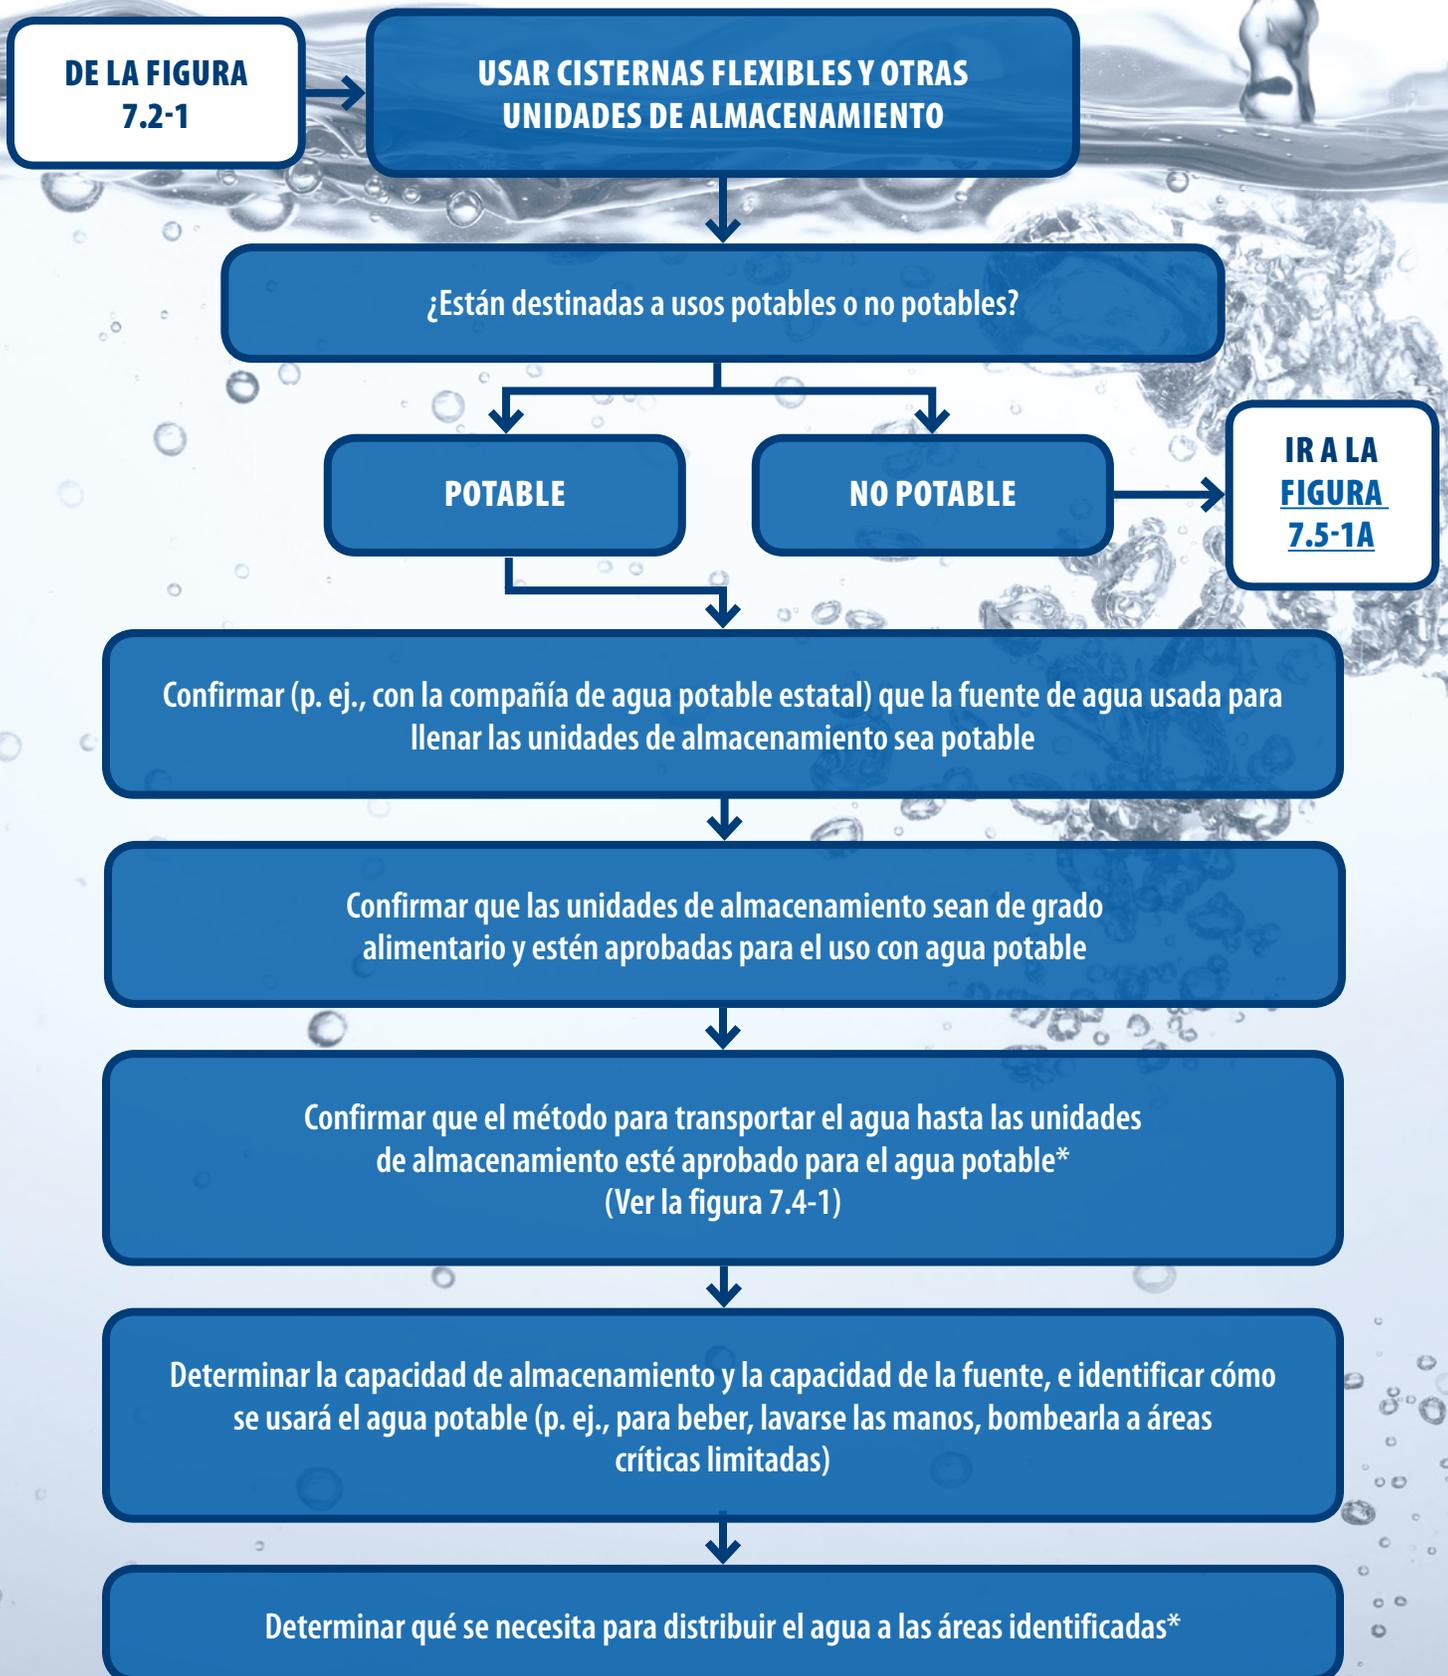 DE LA FIGURA
7.2-1
USAR CISTERNAS FLEXIBLES Y OTRAS
UNIDADES DE ALMACENAMIENTO
¿Están destinadas a usos potables o no potables?
POTABLE
NO POTABLE
IR A LA
FIGURA
7.5-1A
Confirmar (p. ej., con la compañía de agua potable estatal) que la fuente de agua usada para
llenar las unidades de almacenamiento sea potable
Confirmar que las unidades de almacenamiento sean de grado
alimentario y estén aprobadas para el uso con agua potable
Confirmar que el método para transportar el agua hasta las unidades
de almacenamiento esté aprobado para el agua potable*
(Ver la figura 7.4-1)
Determinar la capacidad de almacenamiento y la capacidad de la fuente, e identificar cómo
se usará el agua potable (p. ej., para beber, lavarse las manos, bombearla a áreas
críticas limitadas)
Determinar qué se necesita para distribuir el agua a las áreas identificadas*